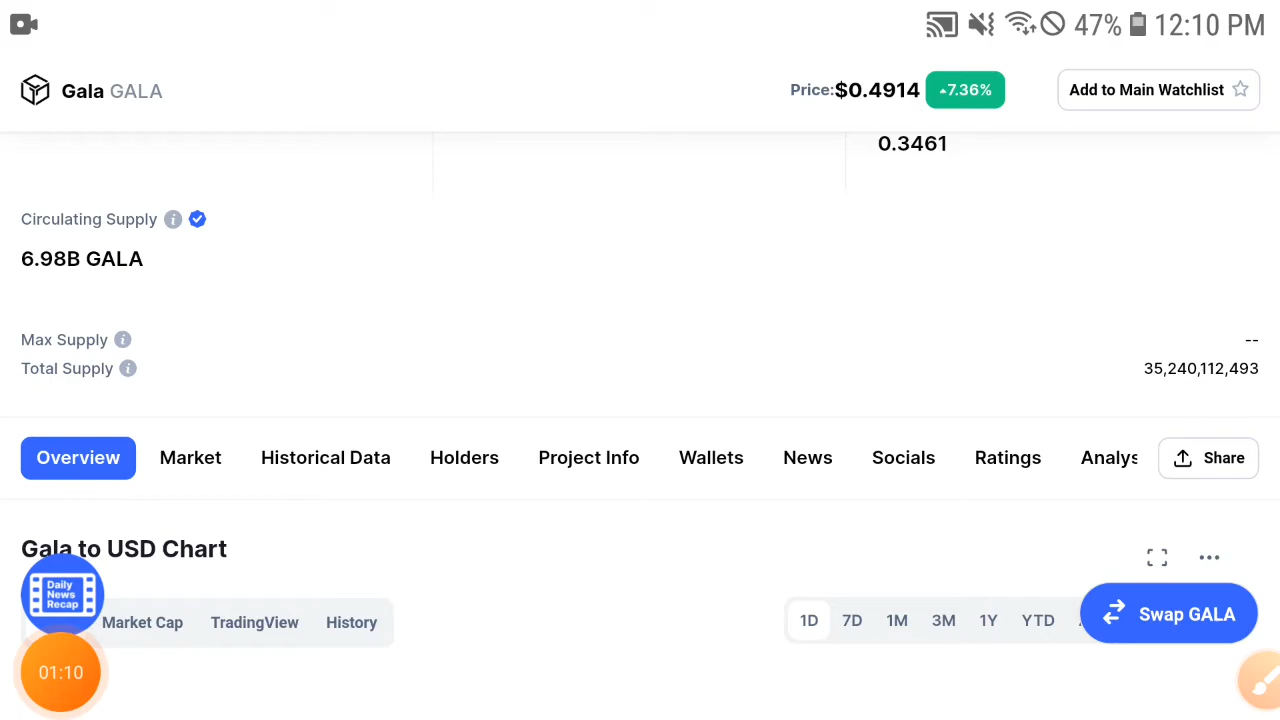 47% 12:10 PM
Gala GALA
Price:$0.4914 7.36%
Add to Main Watchlist
0.3461
Circulating Supply
6.98B GALA
Max Supply --
Total Supply 35,240,112,493
Overview Market Historical Data Holders Project Info Wallets News Socials Ratings Analys Share
Gala to USD Chart
Daily
News
Recap
Market Cap TradingView History
1D 7D 1M 3M 1Y YTD
Swap GALA
01:10